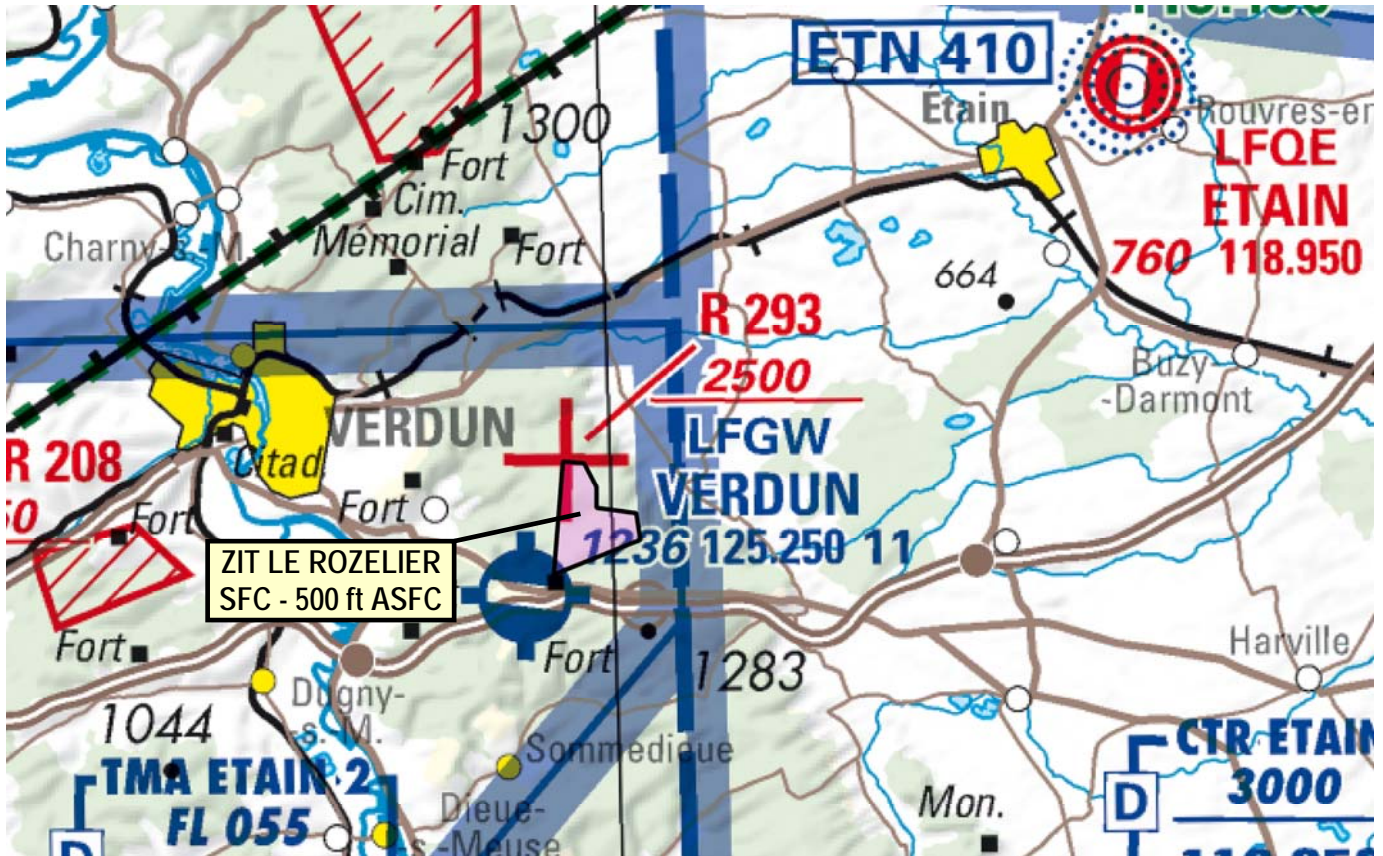 ETN 410
Étain
Rouvres-en
LFQE
ETAIN
760 118.950
1300
Fort
Cim.
Mémorial
Fort
Charny-s.-M.
664
R 293
2500
Buzy-
-Darmont
LFGW
VERDUN
1236 125.250 11
VERDUN
Citad.
R 208
Fort
Fort
ZIT LE ROZELIER
SFC - 500 ft ASFC
Fort
Fort
1283
Harville
Dugny-
-s.-M.
1044
Sommedieue
TMA ETAIN 2
FL 055
D
Dieue-
-s.-Meuse
Mon.
CTR ETAIN
3000
D